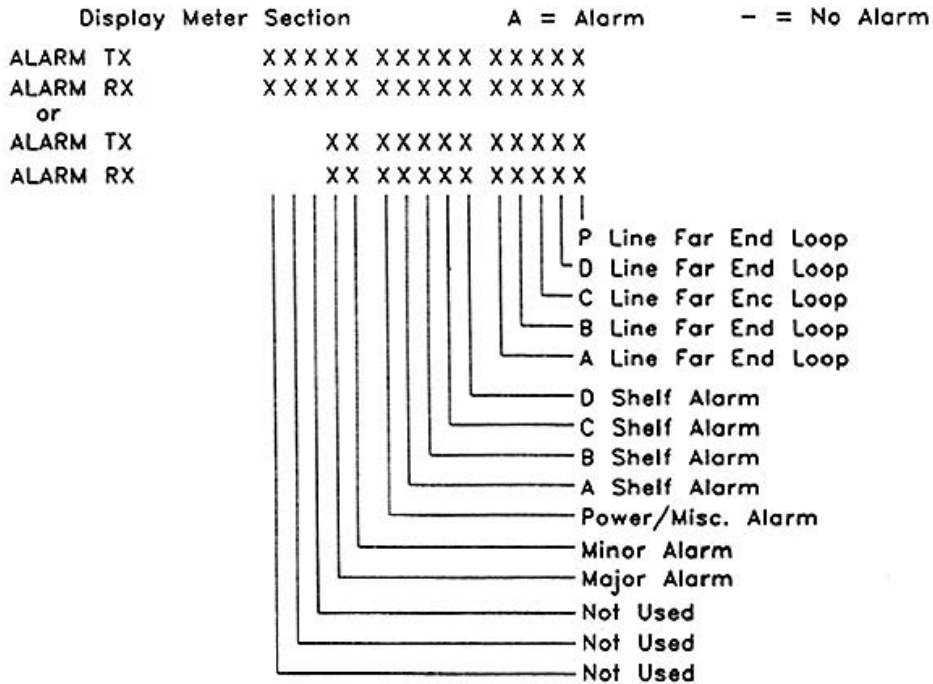 Display Meter Section A = Alarm - = No Alarm
ALARM TX XXXXX XXXXX XXXXX
ALARM RX XXXXX XXXXX XXXXX
or
ALARM TX XX XXXXX XXXXX
ALARM RX XX XXXXX XXXXX
P Line Far End Loop
D Line Far End Loop
C Line Far Enc Loop
B Line Far End Loop
A Line Far End Loop
D Shelf Alarm
C Shelf Alarm
B Shelf Alarm
A Shelf Alarm
Power/Misc. Alarm
Minor Alarm
Major Alarm
Not Used
Not Used
Not Used